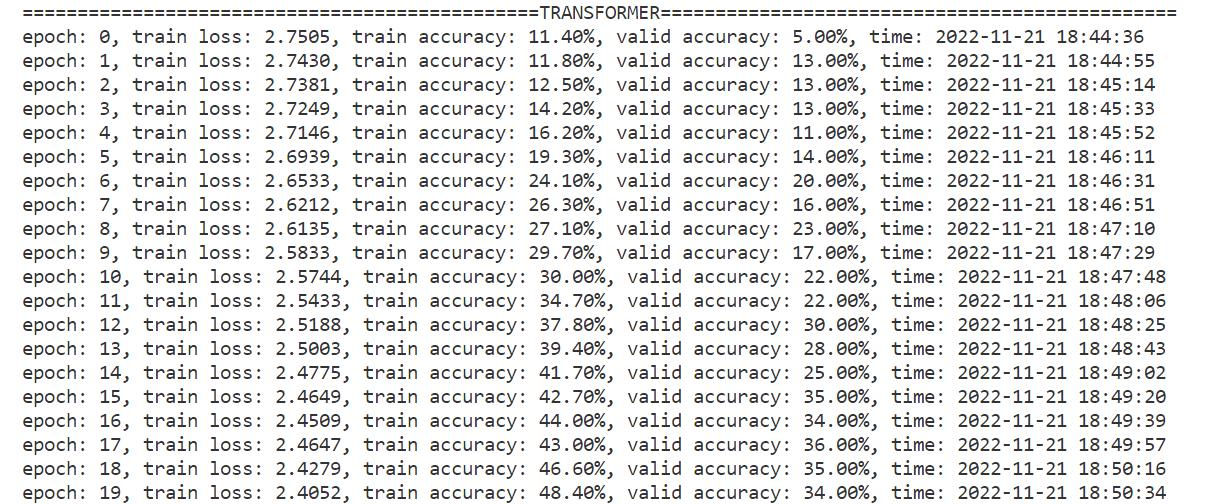 ===============================================TRANSFORMER===============================================
epoch: 0, train loss: 2.7505, train accuracy: 11.40%, valid accuracy: 5.00%, time: 2022-11-21 18:44:36
epoch: 1, train loss: 2.7430, train accuracy: 11.80%, valid accuracy: 13.00%, time: 2022-11-21 18:44:55
epoch: 2, train loss: 2.7381, train accuracy: 12.50%, valid accuracy: 13.00%, time: 2022-11-21 18:45:14
epoch: 3, train loss: 2.7249, train accuracy: 14.20%, valid accuracy: 13.00%, time: 2022-11-21 18:45:33
epoch: 4, train loss: 2.7146, train accuracy: 16.20%, valid accuracy: 11.00%, time: 2022-11-21 18:45:52
epoch: 5, train loss: 2.6939, train accuracy: 19.30%, valid accuracy: 14.00%, time: 2022-11-21 18:46:11
epoch: 6, train loss: 2.6533, train accuracy: 24.10%, valid accuracy: 20.00%, time: 2022-11-21 18:46:31
epoch: 7, train loss: 2.6212, train accuracy: 26.30%, valid accuracy: 16.00%, time: 2022-11-21 18:46:51
epoch: 8, train loss: 2.6135, train accuracy: 27.10%, valid accuracy: 23.00%, time: 2022-11-21 18:47:10
epoch: 9, train loss: 2.5833, train accuracy: 29.70%, valid accuracy: 17.00%, time: 2022-11-21 18:47:29
epoch: 10, train loss: 2.5744, train accuracy: 30.00%, valid accuracy: 22.00%, time: 2022-11-21 18:47:48
epoch: 11, train loss: 2.5433, train accuracy: 34.70%, valid accuracy: 22.00%, time: 2022-11-21 18:48:06
epoch: 12, train loss: 2.5188, train accuracy: 37.80%, valid accuracy: 30.00%, time: 2022-11-21 18:48:25
epoch: 13, train loss: 2.5003, train accuracy: 39.40%, valid accuracy: 28.00%, time: 2022-11-21 18:48:43
epoch: 14, train loss: 2.4775, train accuracy: 41.70%, valid accuracy: 25.00%, time: 2022-11-21 18:49:02
epoch: 15, train loss: 2.4649, train accuracy: 42.70%, valid accuracy: 35.00%, time: 2022-11-21 18:49:20
epoch: 16, train loss: 2.4509, train accuracy: 44.00%, valid accuracy: 34.00%, time: 2022-11-21 18:49:39
epoch: 17, train loss: 2.4647, train accuracy: 43.00%, valid accuracy: 36.00%, time: 2022-11-21 18:49:57
epoch: 18, train loss: 2.4279, train accuracy: 46.60%, valid accuracy: 35.00%, time: 2022-11-21 18:50:16
epoch: 19, train loss: 2.4052, train accuracy: 48.40%, valid accuracy: 34.00%, time: 2022-11-21 18:50:34